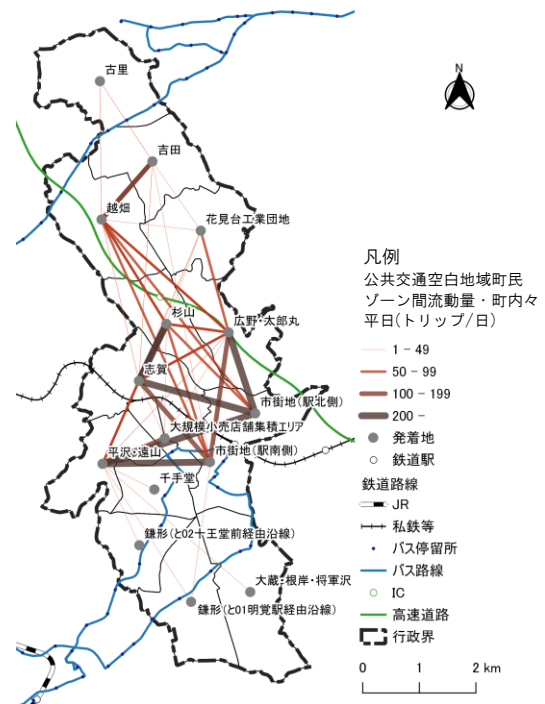 古里
N
吉田
越畑
花見台工業団地
杉山
広野・太郎丸
志賀
市街地(駅北側)
大規模小売店舗集積エリア
平沢・遠山
市街地(駅南側)
千手堂
鎌形(と02十王堂前経由沿線)
大蔵・根岸・将軍沢
鎌形(と01明覚駅経由沿線)
凡例
公共交通空白地域町民
ゾーン間流動量・町内々
平日(トリップ/日)
1 - 49
50 - 99
100 - 199
200 -
発着地
鉄道駅
鉄道路線
JR
私鉄等
バス停留所
バス路線
IC
高速道路
行政界
0 1 2 km